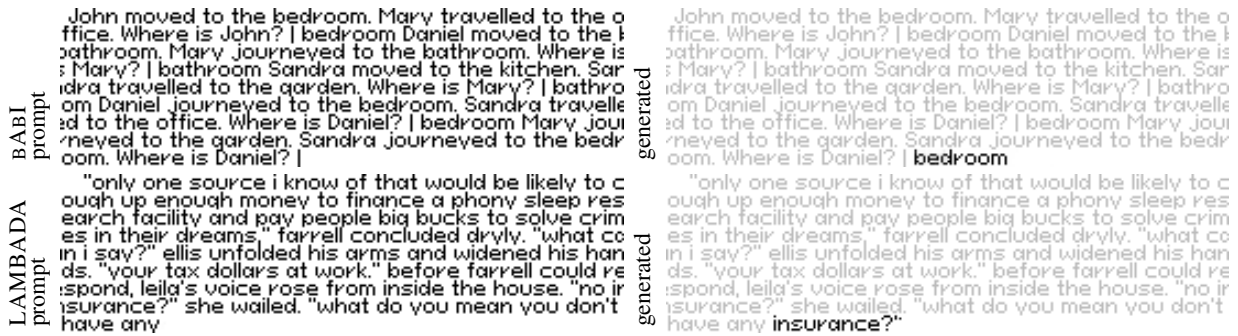 BABI
prompt
John moved to the bedroom. Mary travelled to the o
ffice. Where is John? | bedroom Daniel moved to the b
bathroom. Mary journeyed to the bathroom. Where is
s Mary? | bathroom Sandra moved to the kitchen. San
dra travelled to the garden. Where is Mary? | bathro
om Daniel journeyed to the bedroom. Sandra travelle
ed to the office. Where is Daniel? | bedroom Mary jour
rneyed to the garden. Sandra journeyed to the bedr
oom. Where is Daniel? |
generated
John moved to the bedroom. Mary travelled to the o
ffice. Where is John? | bedroom Daniel moved to the b
bathroom. Mary journeyed to the bathroom. Where is
s Mary? | bathroom Sandra moved to the kitchen. San
dra travelled to the garden. Where is Mary? | bathro
om Daniel journeyed to the bedroom. Sandra travelle
ed to the office. Where is Daniel? | bedroom Mary jour
rneyed to the garden. Sandra journeyed to the bedr
oom. Where is Daniel? | bedroom
LAMBADA
prompt
"only one source i know of that would be likely to c
ough up enough money to finance a phony sleep res
earch facility and pay people big bucks to solve crim
es in their dreams," farrell concluded dryly. "what ca
an i say?" ellis unfolded his arms and widened his han
ds. "your tax dollars at work." before farrell could re
espond, leila's voice rose from inside the house. "no in
nsurance?" she wailed. "what do you mean you don't
have any
generated
"only one source i know of that would be likely to c
ough up enough money to finance a phony sleep res
earch facility and pay people big bucks to solve crim
es in their dreams," farrell concluded dryly. "what ca
an i say?" ellis unfolded his arms and widened his han
ds. "your tax dollars at work." before farrell could re
espond, leila's voice rose from inside the house. "no in
nsurance?" she wailed. "what do you mean you don't
have any insurance?"